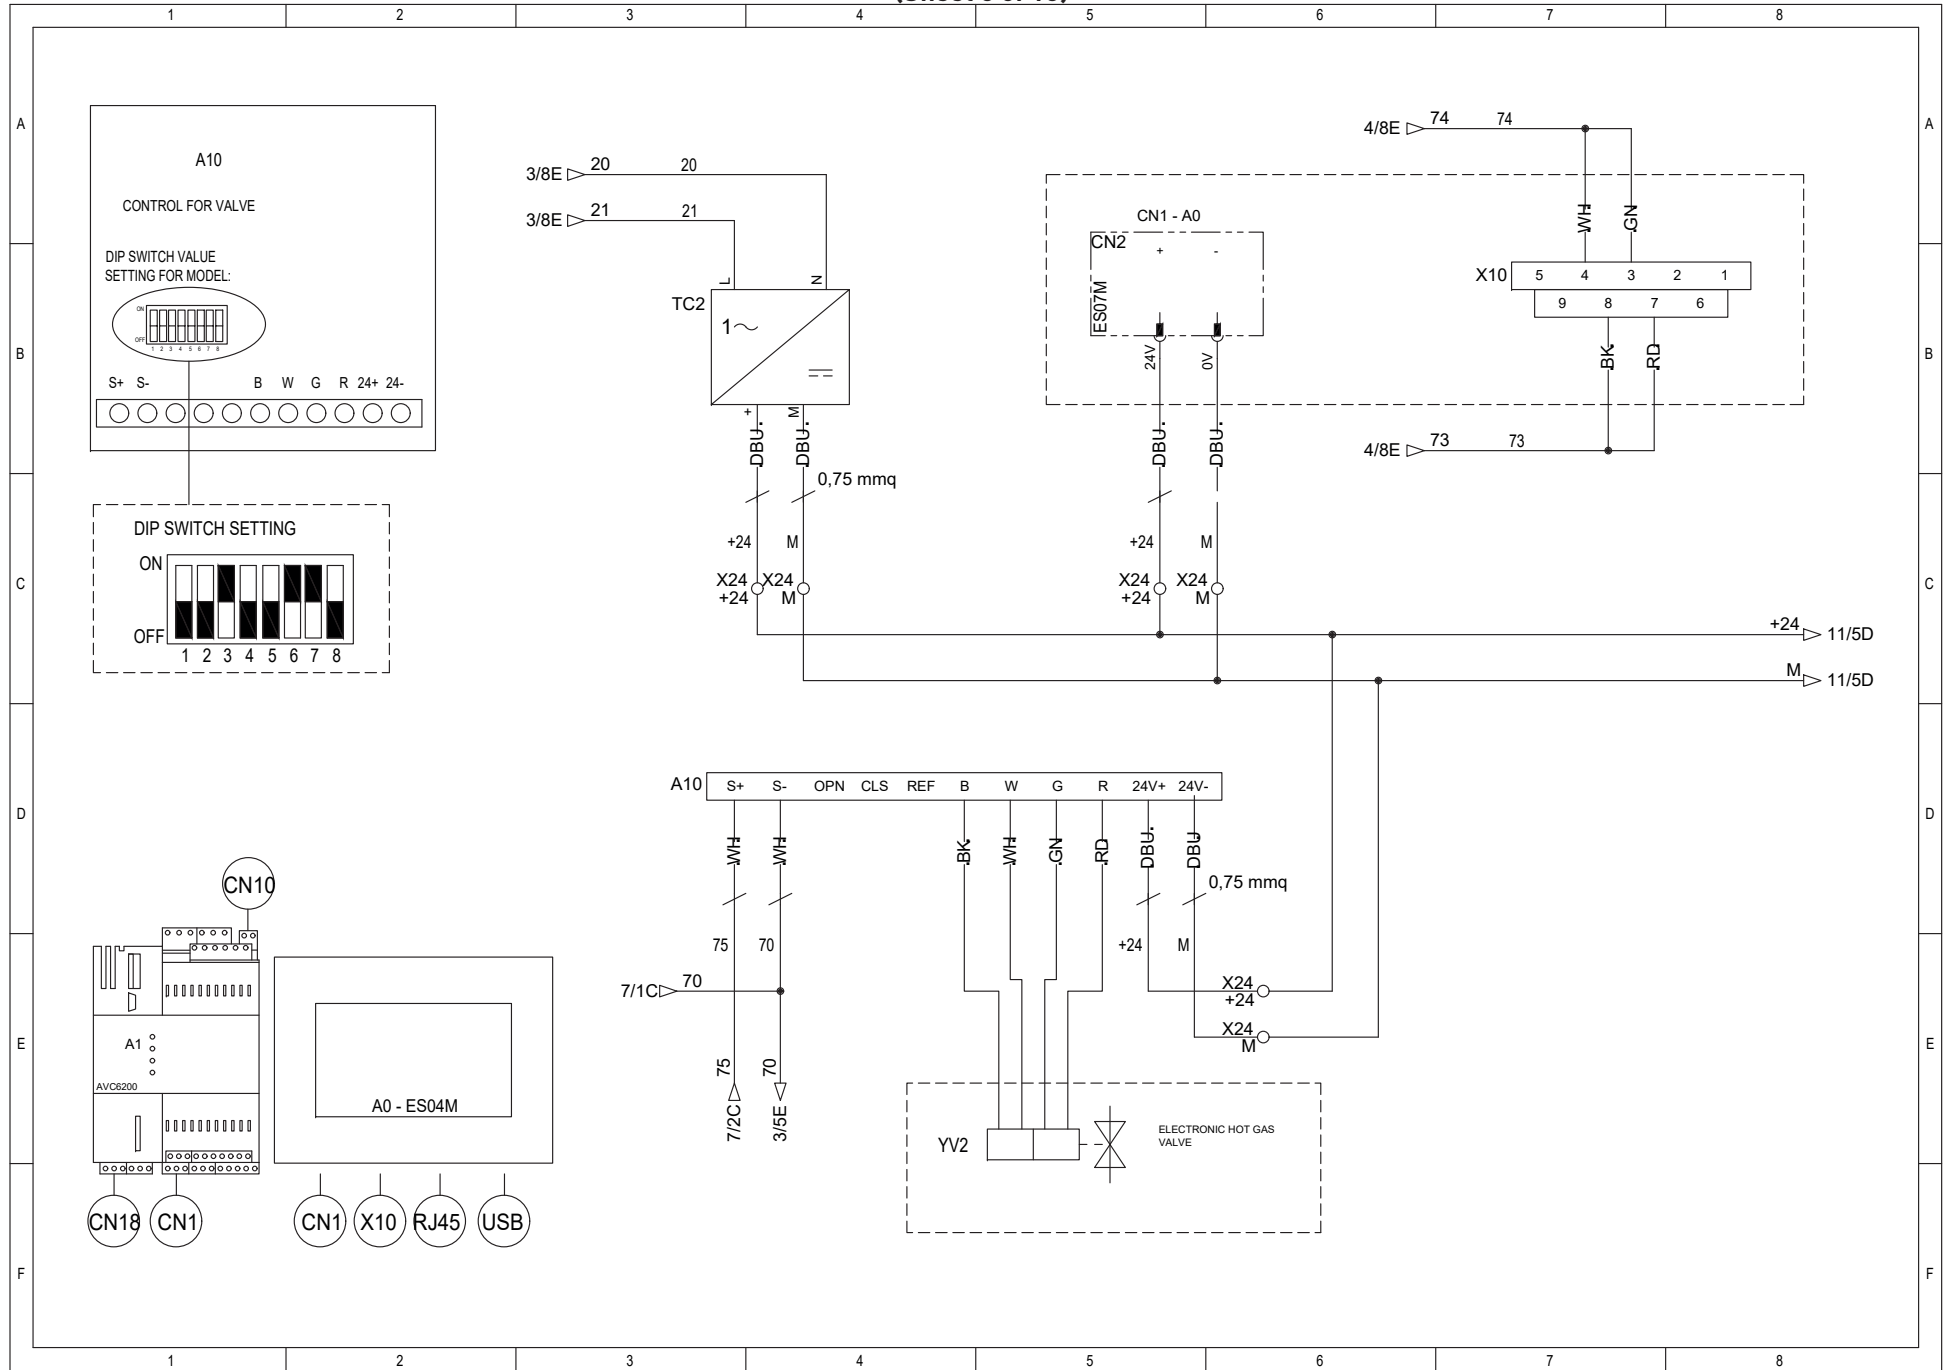 1 2 3 4 5 6 7 8
A A
B B
C C
D D
E E
F F
A10
CONTROL FOR VALVE
DIP SWITCH VALUE
SETTING FOR MODEL:
ON
OFF
1 2 3 4 5 6 7 8
S+ S- B W G R 24+ 24-
DIP SWITCH SETTING
ON
OFF
1 2 3 4 5 6 7 8
3/8E 20 20
3/8E 21 21
L N
TC2
1
+ M
.DBU. .DBU.
0,75 mmq
+24 M
X24 X24
+24 M
CN1 - A0
CN2
+ -
ES07M
24V 0V
.DBU. .DBU.
+24 M
X24 X24
+24 M
4/8E 74 74
.WH. .GN.
X10 5 4 3 2 1
9 8 7 6
.BK. .RD.
4/8E 73 73
+24 11/5D
M 11/5D
A10 S+ S- OPN CLS REF B W G R 24V+ 24V-
.WH. .WH. .BK. .WH. .GN. .RD. .DBU. .DBU.
0,75 mmq
75 70 +24 M
7/1C 70
X24
+24
X24
M
75 70
7/2C 3/5E
YV2
ELECTRONIC HOT GAS
VALVE
CN10
A1
AVC6200
A0 - ES04M
CN18 CN1 CN1 X10 RJ45 USB
1 2 3 4 5 6 7 8